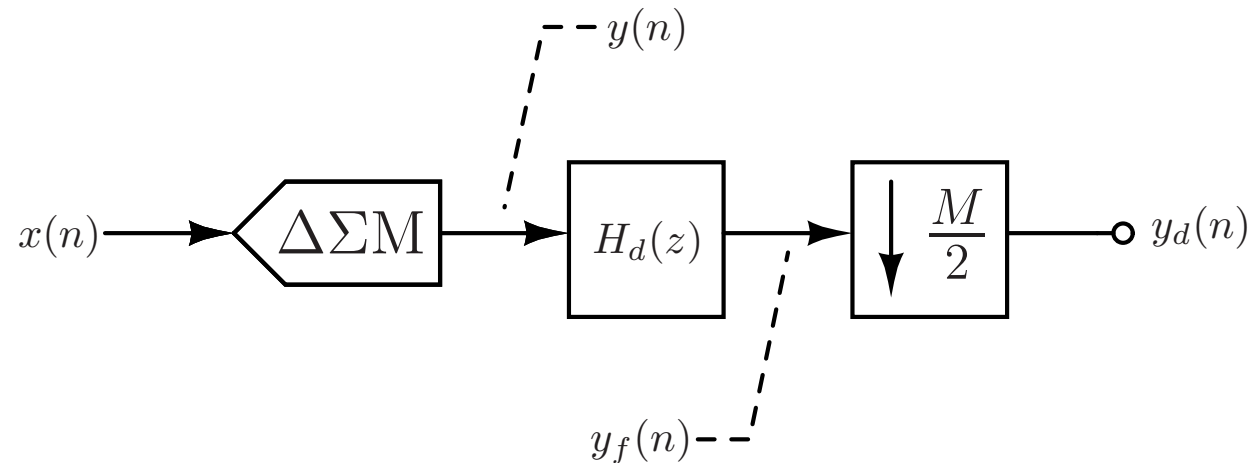 y(n)
x(n)
ΔΣM
H_d(z)
M/2
y_d(n)
y_f(n)